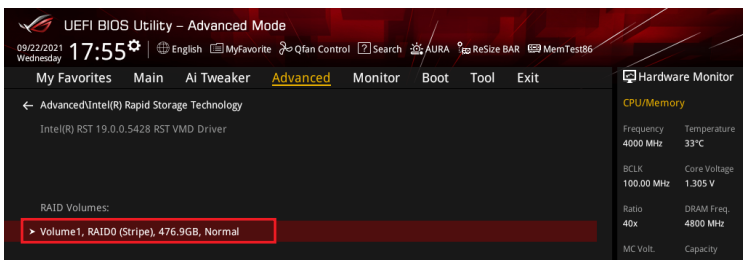 UEFI BIOS Utility – Advanced Mode
09/22/2021 Wednesday 17:55 English MyFavorite Qfan Control ? Search AURA ReSize BAR MemTest86
My Favorites Main Ai Tweaker Advanced Monitor Boot Tool Exit
Hardware Monitor
← Advanced\Intel(R) Rapid Storage Technology
Intel(R) RST 19.0.0.5428 RST VMD Driver
RAID Volumes:
➤ Volume1, RAID0 (Stripe), 476.9GB, Normal
CPU/Memory
Frequency Temperature
4000 MHz 33°C
BCLK Core Voltage
100.00 MHz 1.305 V
Ratio DRAM Freq.
40x 4800 MHz
MC Volt. Capacity